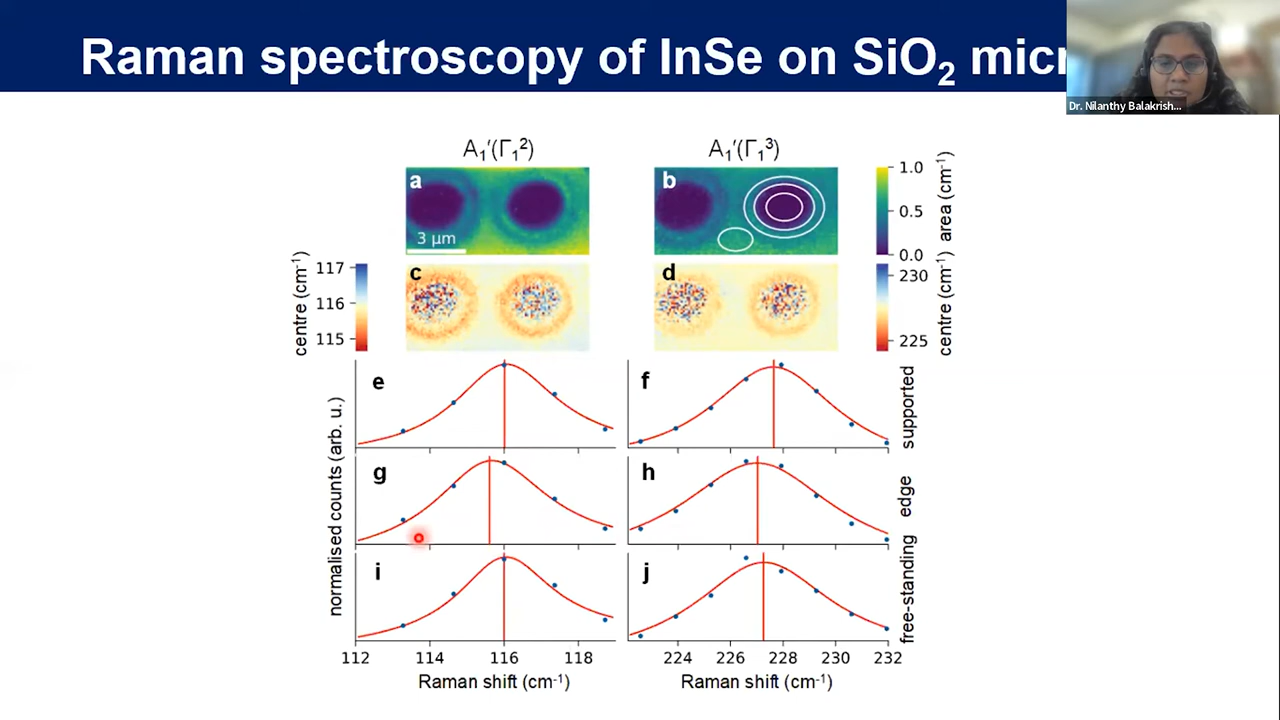 Raman spectroscopy of InSe on SiO₂ micr
Dr. Nilanthy Balakrish...
A₁′(Γ₁²)
A₁′(Γ₁³)
a
3 μm
b
1.0
0.5
0.0
area (cm⁻¹)
centre (cm⁻¹)
117
116
115
c
d
230
225
centre (cm⁻¹)
normalised counts (arb. u.)
e
f
supported
g
h
edge
i
j
free-standing
112 114 116 118
224 226 228 230 232
Raman shift (cm⁻¹)
Raman shift (cm⁻¹)